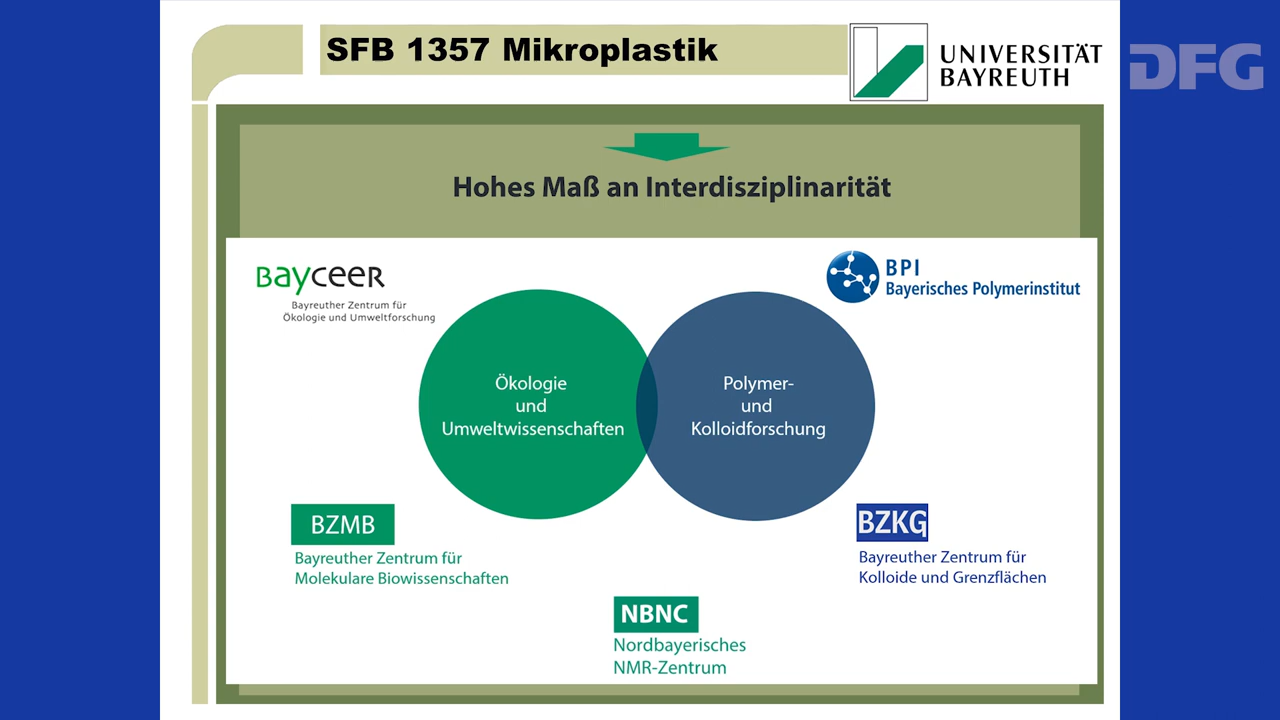 SFB 1357 Mikroplastik
UNIVERSITÄT
BAYREUTH
DFG
Hohes Maß an Interdisziplinarität
BayCEER
Bayreuther Zentrum für
Ökologie und Umweltforschung
BPI
Bayerisches Polymerinstitut
Ökologie
und
Umweltwissenschaften
Polymer-
und
Kolloidforschung
BZMB
Bayreuther Zentrum für
Molekulare Biowissenschaften
BZKG
Bayreuther Zentrum für
Kolloide und Grenzflächen
NBNC
Nordbayerisches
NMR-Zentrum